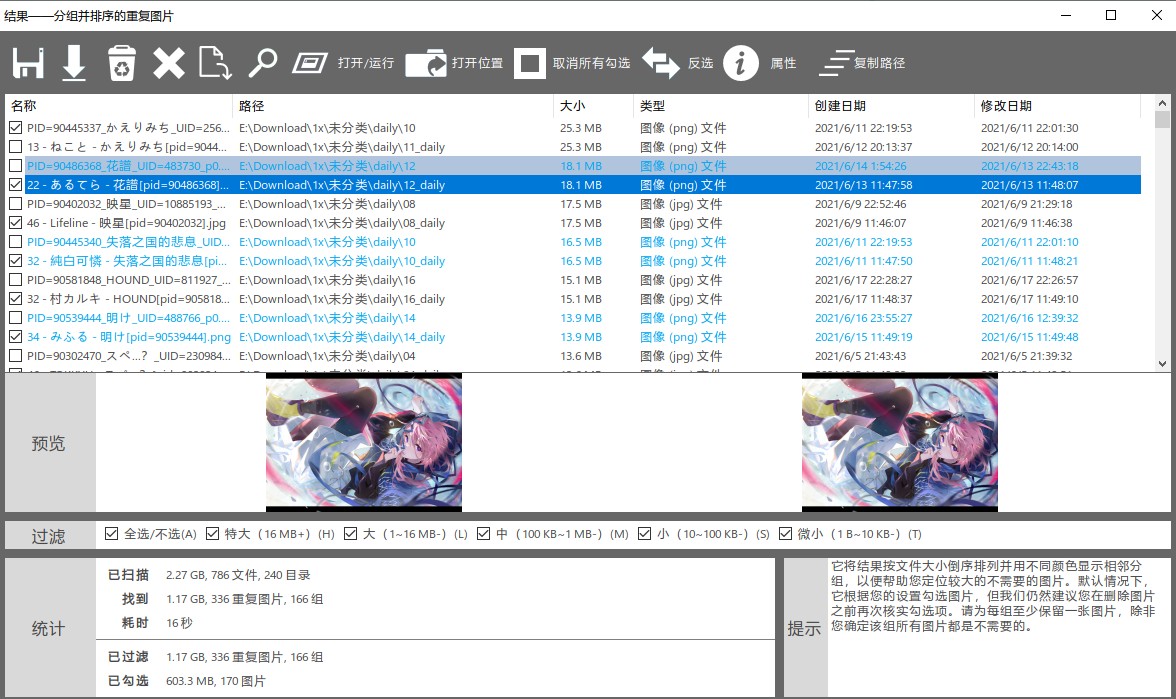 结果——分组并排序的重复图片
打开/运行 打开位置 取消所有勾选 反选 属性 复制路径
名称 路径 大小 类型 创建日期 修改日期
PID=90445337_かえりみち_UID=256... E:\Download\1x\未分类\daily\10 25.3 MB 图像 (png) 文件 2021/6/11 22:19:53 2021/6/11 22:01:30
13 - ねこと - かえりみち[pid=9044... E:\Download\1x\未分类\daily\11_daily 25.3 MB 图像 (png) 文件 2021/6/12 20:13:37 2021/6/12 20:14:00
PID=90486368_花譜_UID=483730_p0.... E:\Download\1x\未分类\daily\12 18.1 MB 图像 (png) 文件 2021/6/14 1:54:26 2021/6/13 22:43:18
22 - あるてら - 花譜[pid=90486368]... E:\Download\1x\未分类\daily\12_daily 18.1 MB 图像 (png) 文件 2021/6/13 11:47:58 2021/6/13 11:48:07
PID=90402032_映星_UID=10885193_... E:\Download\1x\未分类\daily\08 17.5 MB 图像 (jpg) 文件 2021/6/9 22:52:46 2021/6/9 21:29:18
46 - Lifeline - 映星[pid=90402032].jpg E:\Download\1x\未分类\daily\08_daily 17.5 MB 图像 (jpg) 文件 2021/6/9 11:46:07 2021/6/9 11:46:38
PID=90445340_失落之国的悲息_UID... E:\Download\1x\未分类\daily\10 16.5 MB 图像 (png) 文件 2021/6/11 22:19:53 2021/6/11 22:01:10
32 - 純白可憐 - 失落之国的悲息[pi... E:\Download\1x\未分类\daily\10_daily 16.5 MB 图像 (png) 文件 2021/6/11 11:47:50 2021/6/11 11:48:21
PID=90581848_HOUND_UID=811927_... E:\Download\1x\未分类\daily\16 15.1 MB 图像 (jpg) 文件 2021/6/17 22:28:27 2021/6/17 22:26:57
32 - 村カルキ - HOUND[pid=905818... E:\Download\1x\未分类\daily\16_daily 15.1 MB 图像 (jpg) 文件 2021/6/17 11:48:37 2021/6/17 11:49:10
PID=90539444_明け_UID=488766_p0.... E:\Download\1x\未分类\daily\14 13.9 MB 图像 (png) 文件 2021/6/16 23:55:27 2021/6/16 12:39:32
34 - みふる - 明け[pid=90539444].png E:\Download\1x\未分类\daily\14_daily 13.9 MB 图像 (png) 文件 2021/6/15 11:49:19 2021/6/15 11:49:48
PID=90302470_スペ...？_UID=230984... E:\Download\1x\未分类\daily\04 13.6 MB 图像 (jpg) 文件 2021/6/5 21:43:43 2021/6/5 21:39:32
预览
过滤 全选/不选(A) 特大（16 MB+）(H) 大（1~16 MB-）(L) 中（100 KB~1 MB-）(M) 小（10~100 KB-）(S) 微小（1 B~10 KB-）(T)
统计
已扫描 2.27 GB, 786 文件, 240 目录
找到 1.17 GB, 336 重复图片, 166 组
耗时 16 秒
已过滤 1.17 GB, 336 重复图片, 166 组
已勾选 603.3 MB, 170 图片
提示
它将结果按文件大小倒序排列并用不同颜色显示相邻分
组，以便帮助您定位较大的不需要的图片。默认情况下，
它根据您的设置勾选图片，但我们仍然建议您在删除图片
之前再次核实勾选项。请为每组至少保留一张图片，除非
您确定该组所有图片都是不需要的。